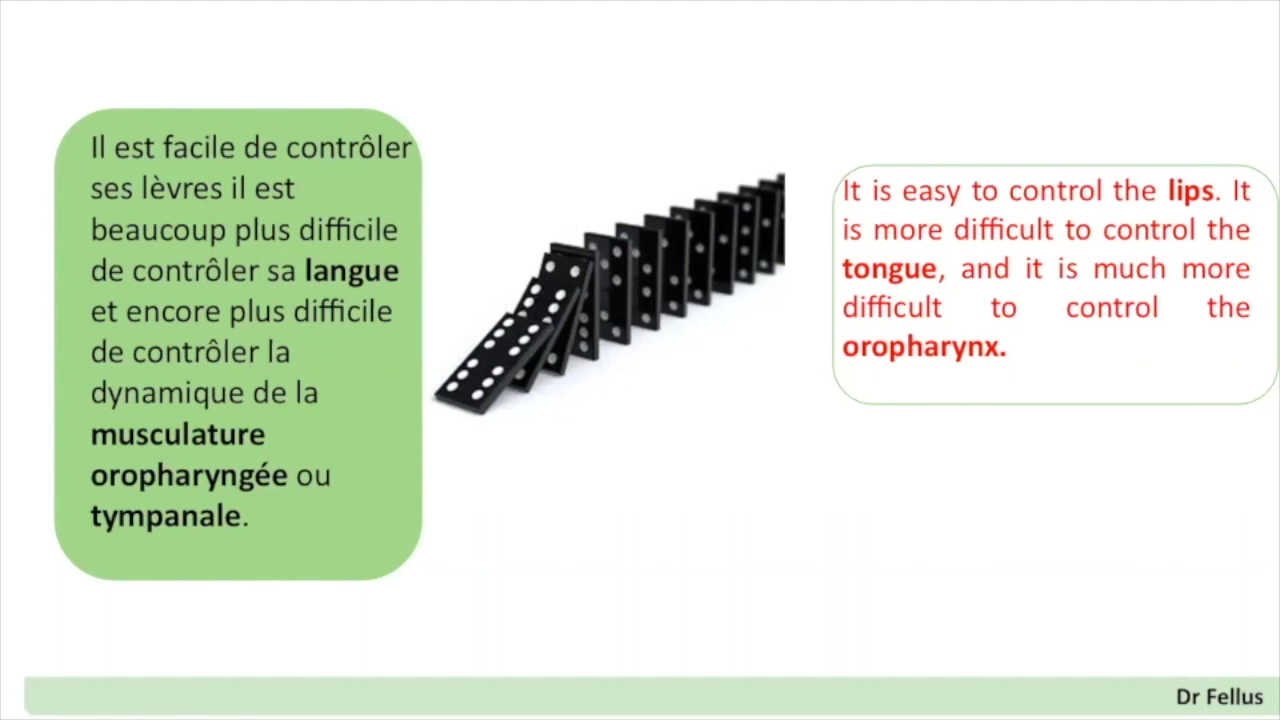 Il est facile de contrôler
ses lèvres il est
beaucoup plus difficile
de contrôler sa langue
et encore plus difficile
de contrôler la
dynamique de la
musculature
oropharyngée ou
tympanale.
It is easy to control the lips. It
is more difficult to control the
tongue, and it is much more
difficult to control the
oropharynx.
Dr Fellus